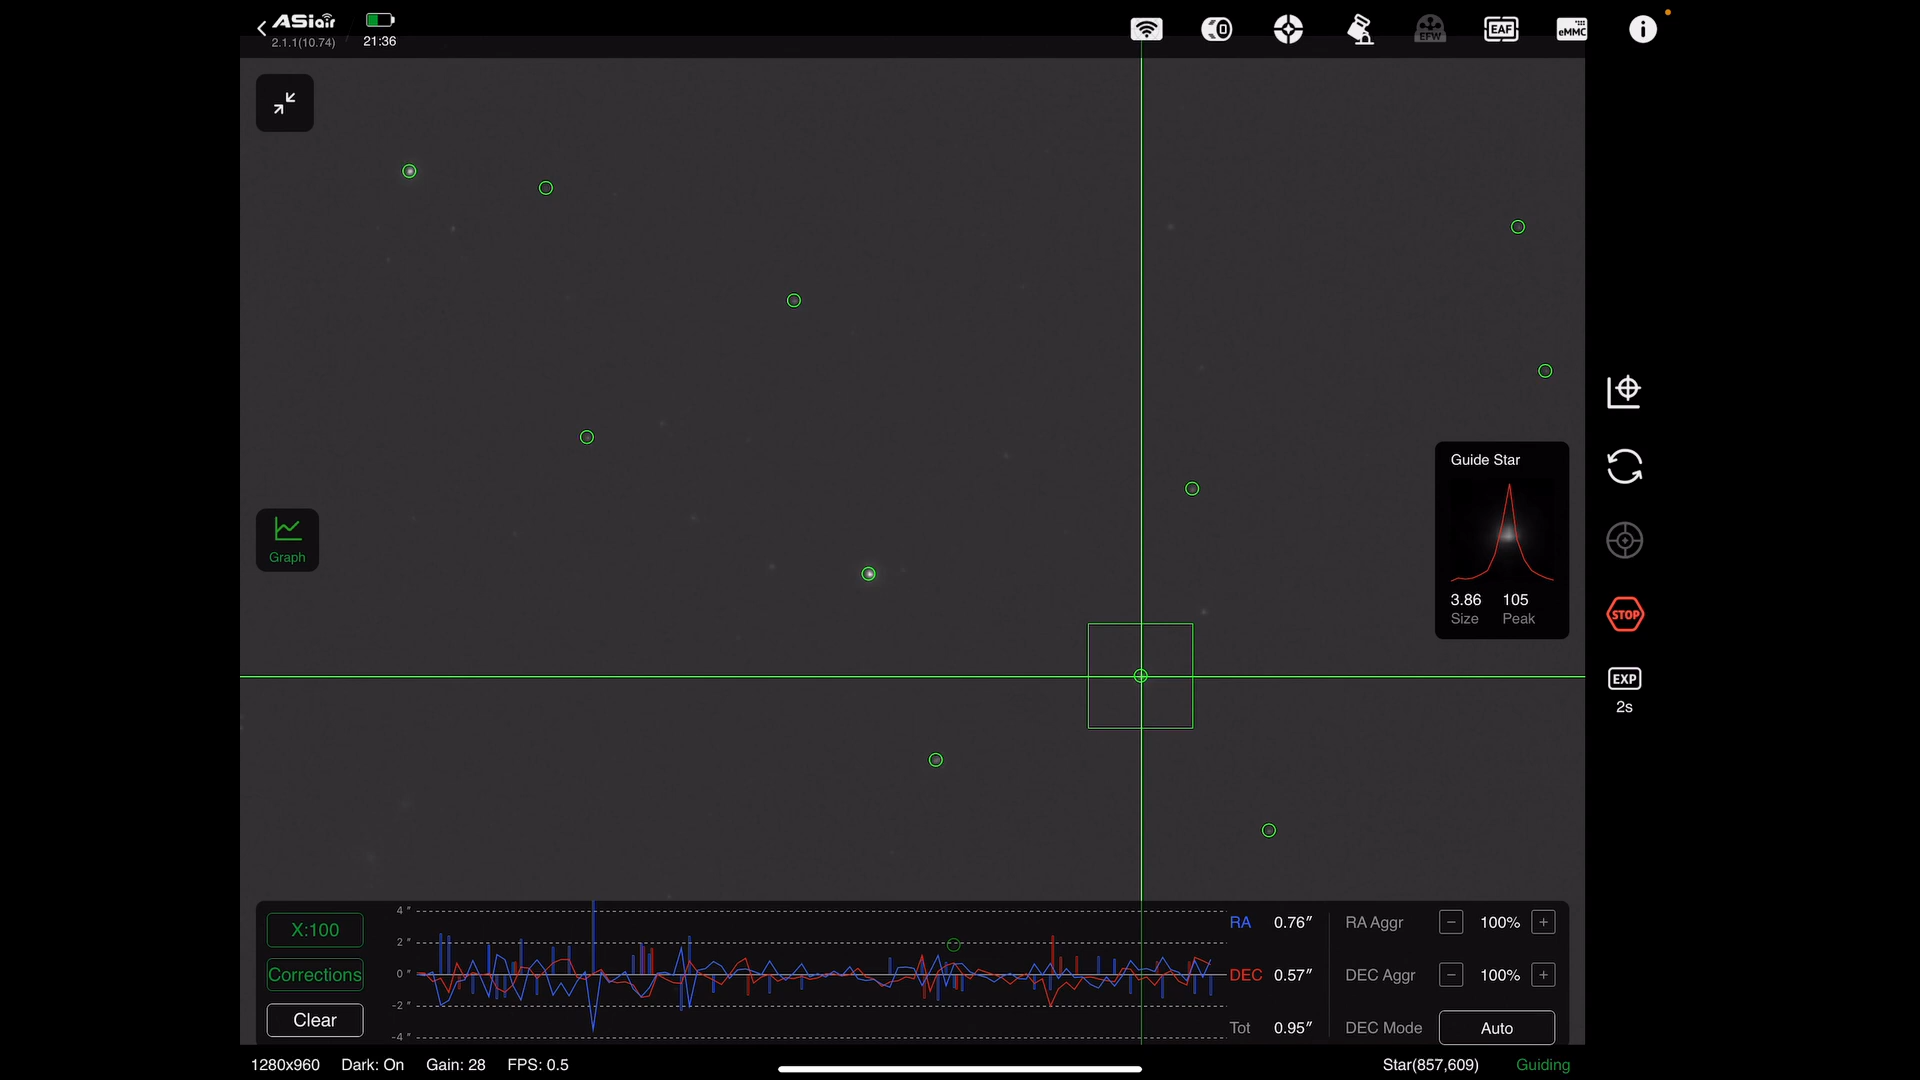 ASiair
2.1.1(10.74)
21:36
EFW
EAF
eMMC
Graph
Guide Star
3.86 105
Size Peak
STOP
EXP
2s
X:100
Corrections
Clear
4 ″
2 ″
0 ″
-2 ″
-4 ″
RA 0.76″
DEC 0.57″
Tot 0.95″
RA Aggr − 100% +
DEC Aggr − 100% +
DEC Mode Auto
1280x960 Dark: On Gain: 28 FPS: 0.5
Star(857,609) Guiding